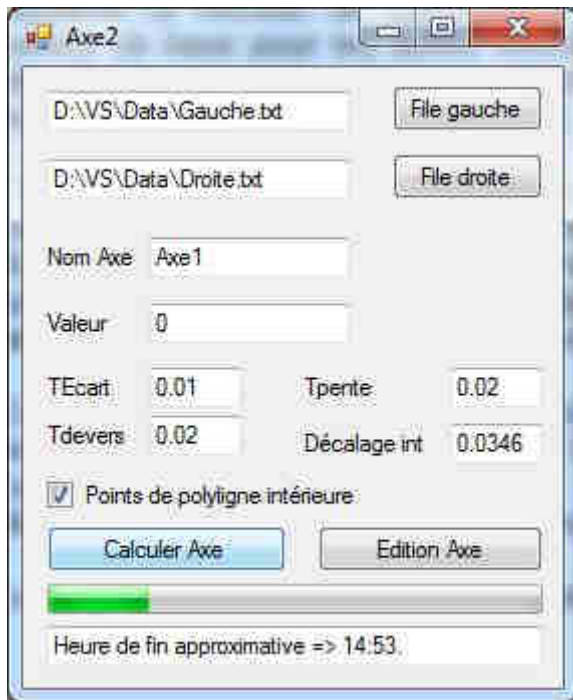 Axe2
D:\VS\Data\Gauche.txt File gauche
D:\VS\Data\Droite.txt File droite
Nom Axe Axe1
Valeur 0
TEcart 0.01 Tpente 0.02
Tdevers 0.02 Décalage int 0.0346
Points de polyligne intérieure
Calculer Axe Edition Axe
Heure de fin approximative => 14:53.